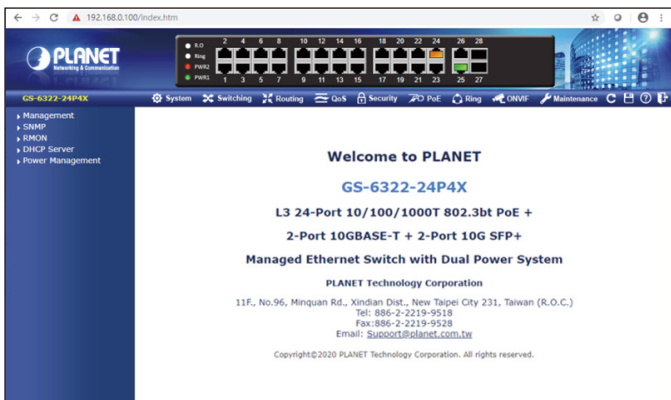 192.168.0.100/index.htm
PLANET
Networking & Communication
R.O
Ring
PWR2
PWR1
2 4 6 8 10 12 14 16 18 20 22 24 26 28
1 3 5 7 9 11 13 15 17 19 21 23 25 27
GS-6322-24P4X
System Switching Routing QoS Security PoE Ring ONVIF Maintenance
Management
SNMP
RMON
DHCP Server
Power Management
Welcome to PLANET
GS-6322-24P4X
L3 24-Port 10/100/1000T 802.3bt PoE +
2-Port 10GBASE-T + 2-Port 10G SFP+
Managed Ethernet Switch with Dual Power System
PLANET Technology Corporation
11F., No.96, Minquan Rd., Xindian Dist., New Taipei City 231, Taiwan (R.O.C.)
Tel: 886-2-2219-9518
Fax:886-2-2219-9528
Email: Support@planet.com.tw
Copyright©2020 PLANET Technology Corporation. All rights reserved.